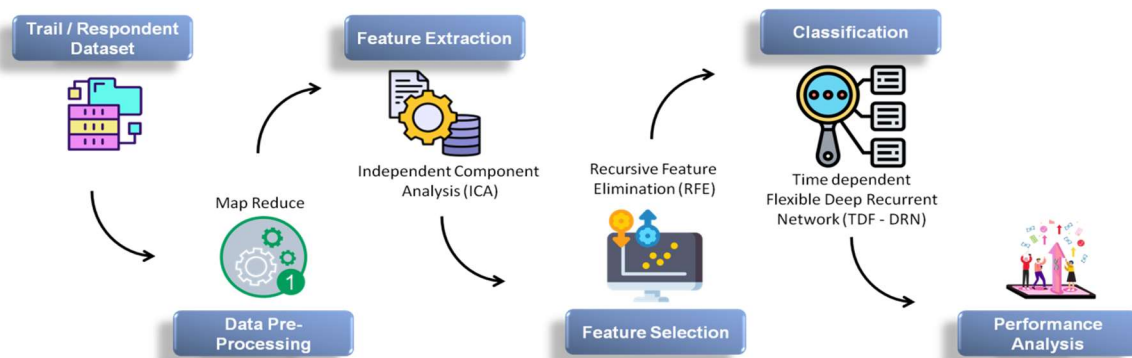 Trail / Respondent
Dataset
Map Reduce
1
Data Pre-
Processing
Feature Extraction
Independent Component
Analysis (ICA)
Recursive Feature
Elimination (RFE)
Feature Selection
Classification
Time dependent
Flexible Deep Recurrent
Network (TDF - DRN)
Performance
Analysis